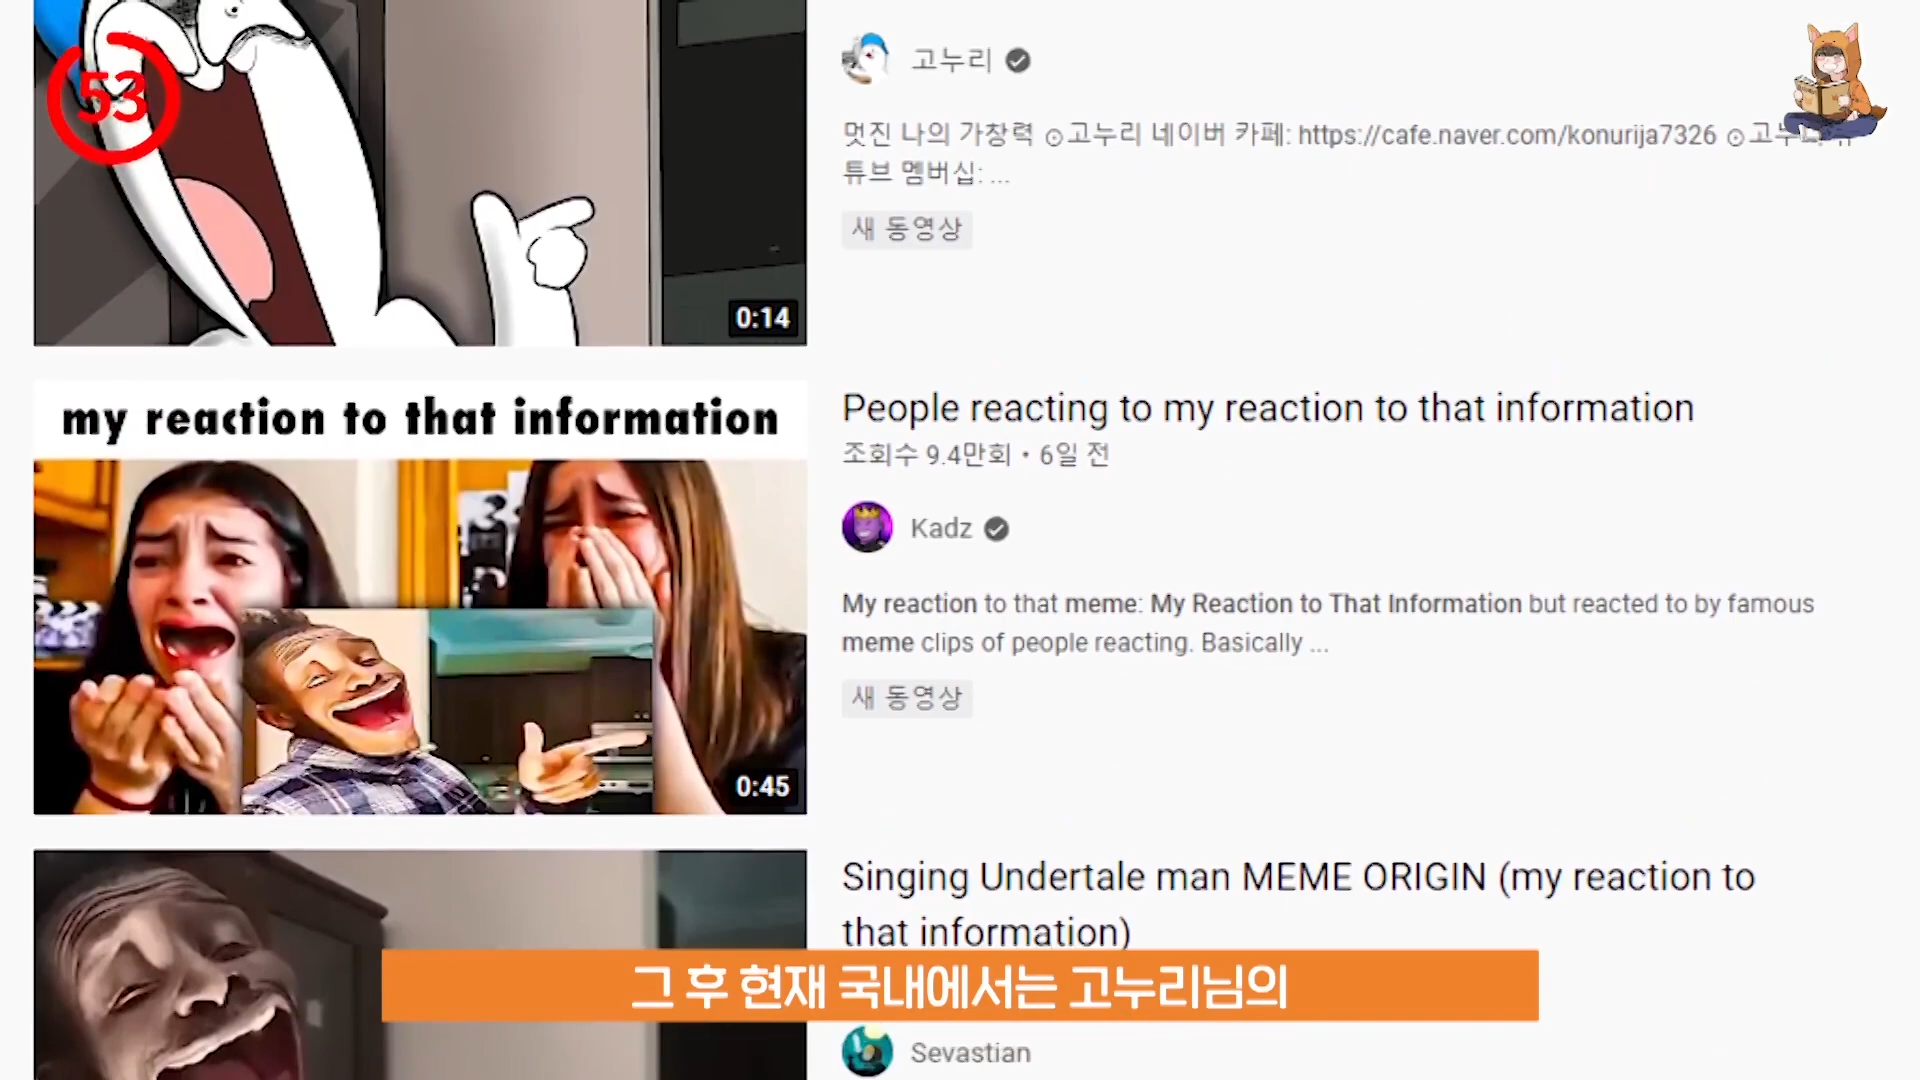 53
고누리
멋진 나의 가창력 ⊙고누리 네이버 카페: https://cafe.naver.com/konurija7326 ⊙고누리 유
튜브 멤버십: ...
새 동영상
0:14
my reaction to that information
0:45
People reacting to my reaction to that information
조회수 9.4만회 • 6일 전
Kadz
My reaction to that meme: My Reaction to That Information but reacted to by famous
meme clips of people reacting. Basically ...
새 동영상
Singing Undertale man MEME ORIGIN (my reaction to
that information)
그 후 현재 국내에서는 고누리님의
Sevastian